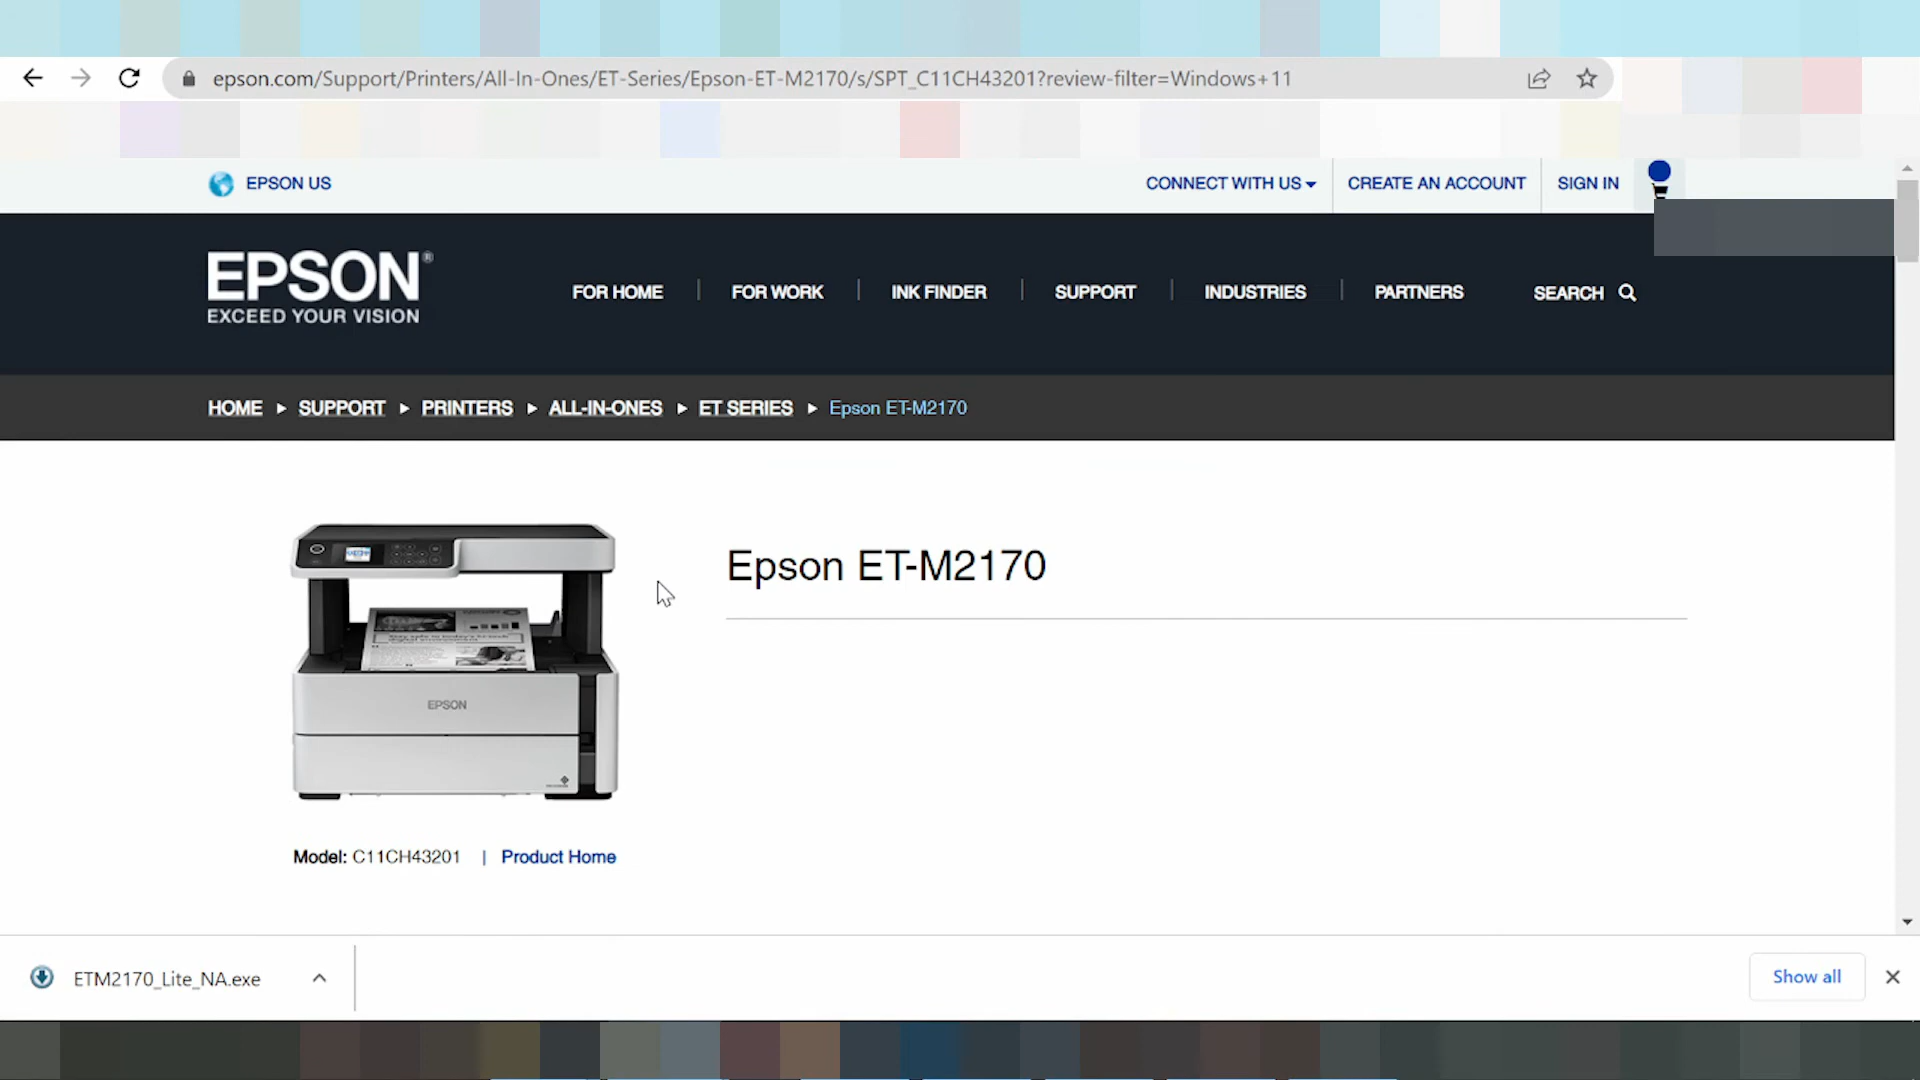 epson.com/Support/Printers/All-In-Ones/ET-Series/Epson-ET-M2170/s/SPT_C11CH43201?review-filter=Windows+11
EPSON US
CONNECT WITH US
CREATE AN ACCOUNT
SIGN IN
EPSON®
EXCEED YOUR VISION
FOR HOME
FOR WORK
INK FINDER
SUPPORT
INDUSTRIES
PARTNERS
SEARCH
HOME ▸ SUPPORT ▸ PRINTERS ▸ ALL-IN-ONES ▸ ET SERIES ▸ Epson ET-M2170
Epson ET-M2170
EPSON
Model: C11CH43201 | Product Home
ETM2170_Lite_NA.exe
Show all